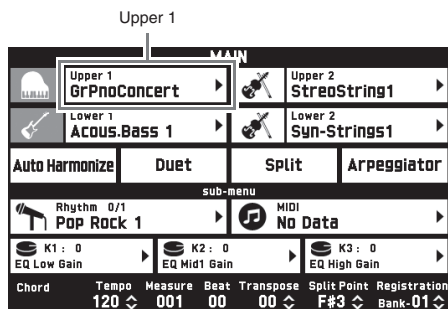 Upper 1
MAIN
Upper 1
GrPnoConcert
Upper 2
StreoString1
Lower 1
Acous.Bass 1
Lower 2
Syn-Strings1
Auto Harmonize Duet Split Arpeggiator
sub-menu
Rhythm 0/1
Pop Rock 1
MIDI
No Data
K1 : 0
EQ Low Gain
K2 : 0
EQ Mid1 Gain
K3 : 0
EQ High Gain
Chord Tempo Measure Beat Transpose Split Point Registration
120 001 00 00 F#3 Bank-01